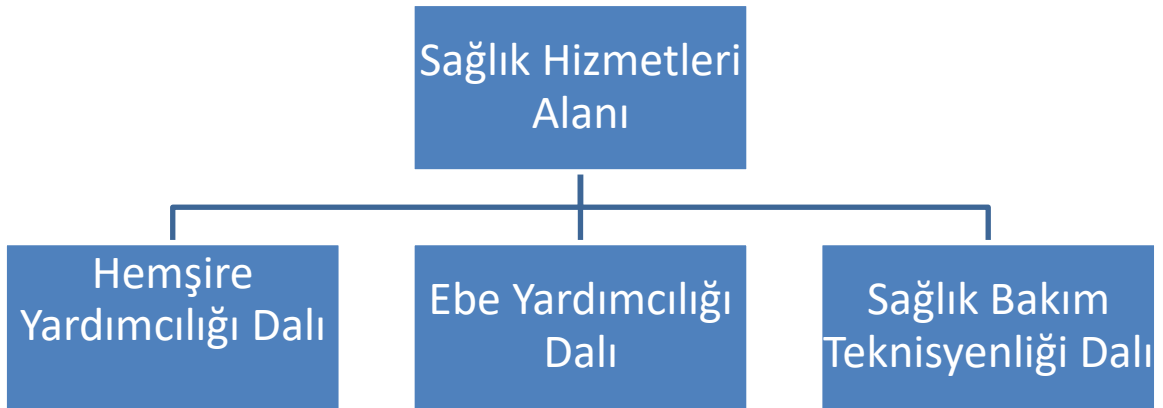 Sağlık Hizmetleri
Alanı
Hemşire
Yardımcılığı Dalı
Ebe Yardımcılığı
Dalı
Sağlık Bakım
Teknisyenliği Dalı